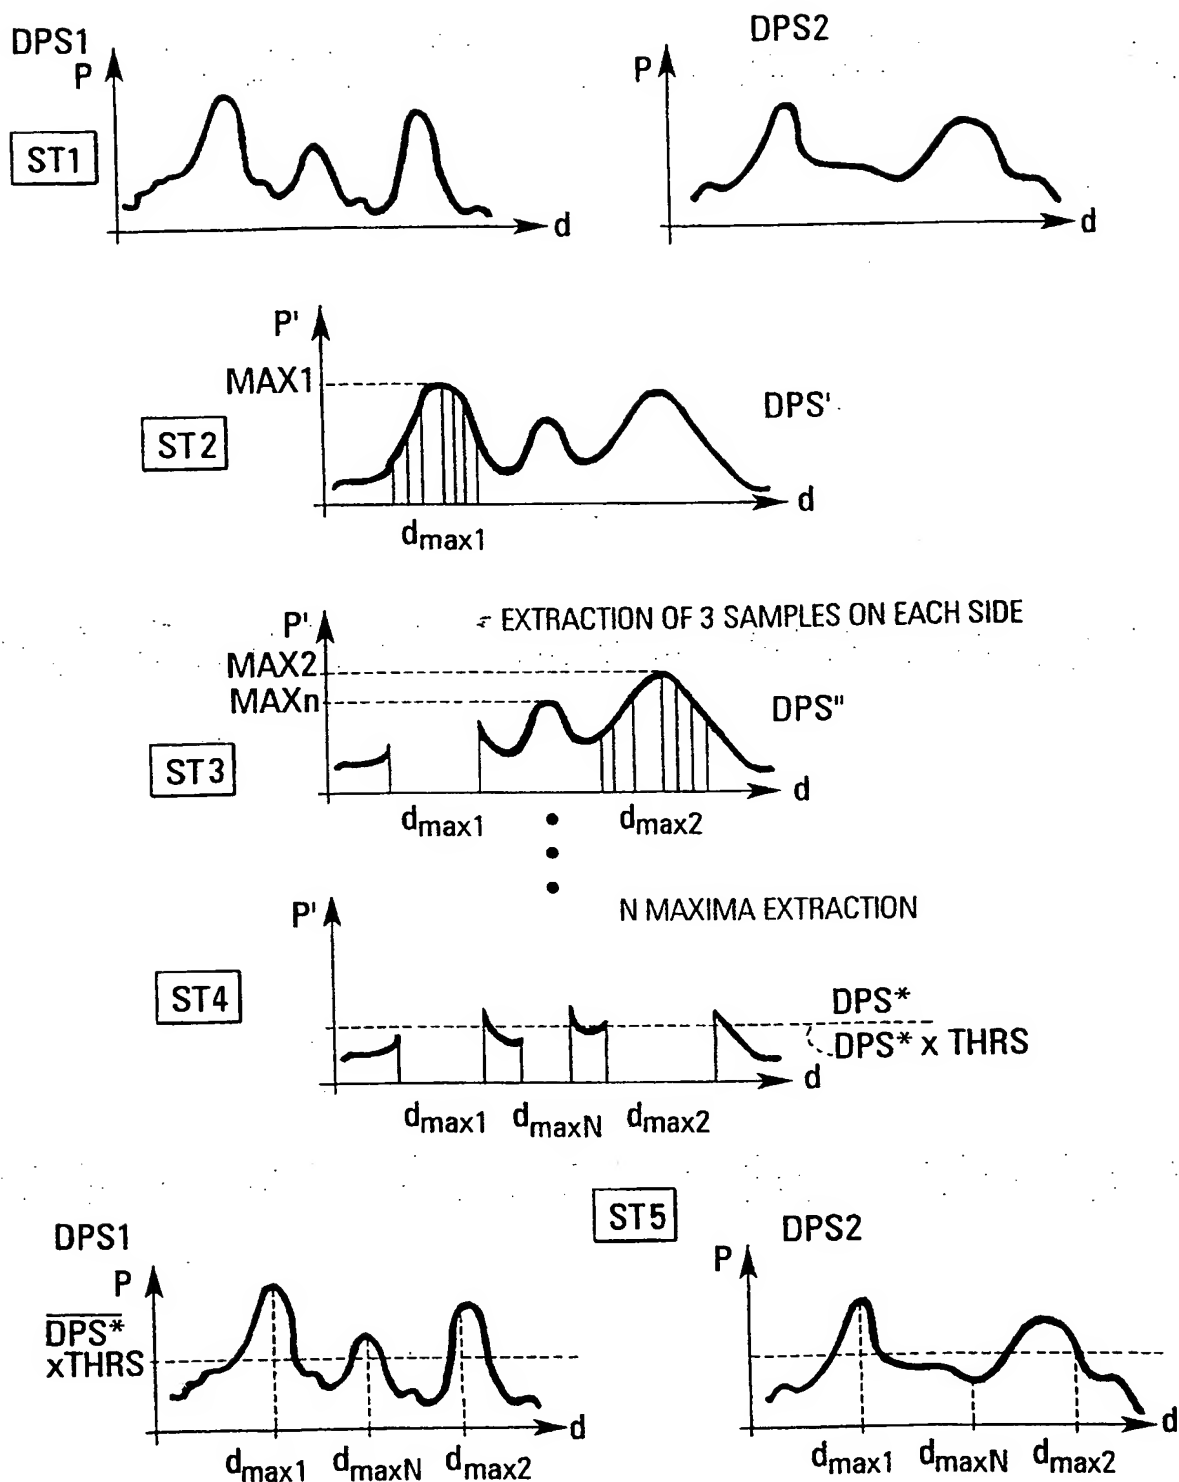 DPS1
P
ST1
d
DPS2
P
d
P'
MAX1
ST2
DPS'
d
dmax1
P'
EXTRACTION OF 3 SAMPLES ON EACH SIDE
MAX2
MAXn
DPS"
ST3
d
dmax1
dmax2
P'
N MAXIMA EXTRACTION
ST4
DPS*
DPS* x THRS
d
dmax1
dmaxN
dmax2
ST5
DPS1
P
DPS*
xTHRS
d
dmax1
dmaxN
dmax2
DPS2
P
d
dmax1
dmaxN
dmax2